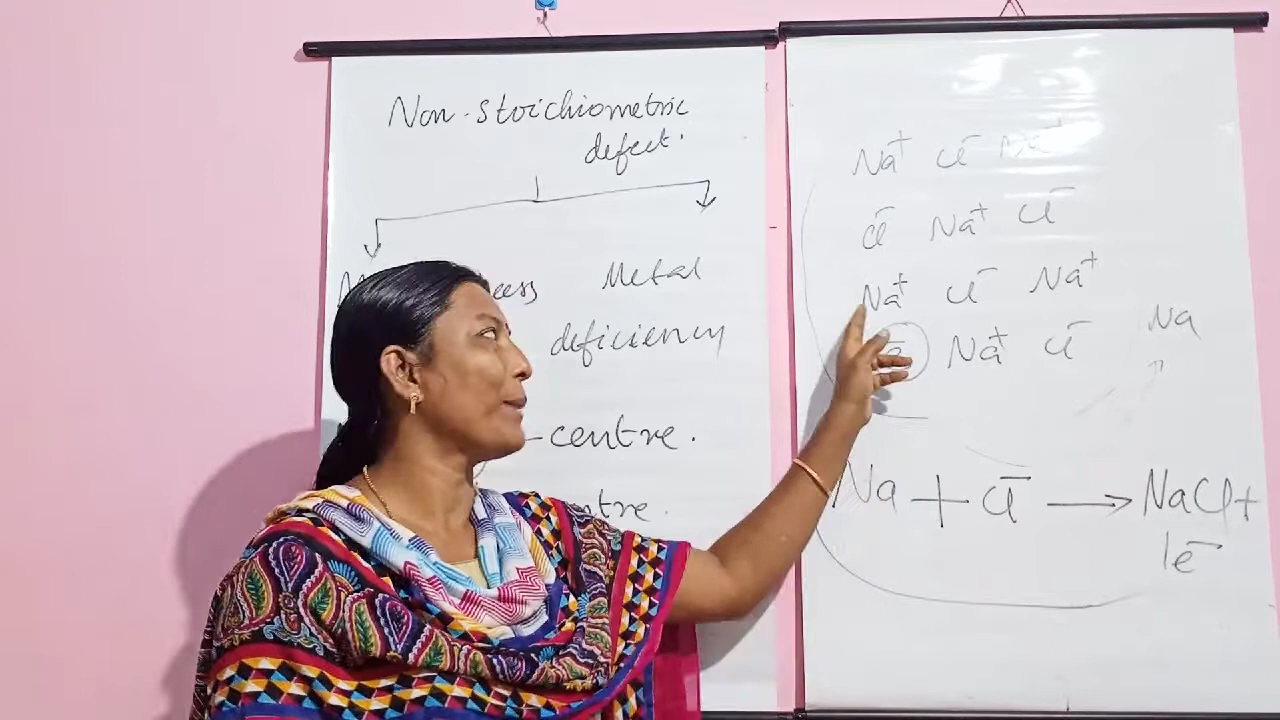 Non-stoichiometric
defect.
Metal
deficiency
-centre.
Na⁺ Cl⁻ Na⁺
Cl⁻ Na⁺ Cl⁻
Na⁺ Cl⁻ Na⁺
Na⁺ Cl⁻
Na
Na + Cl⁻ → NaCl +
1e⁻